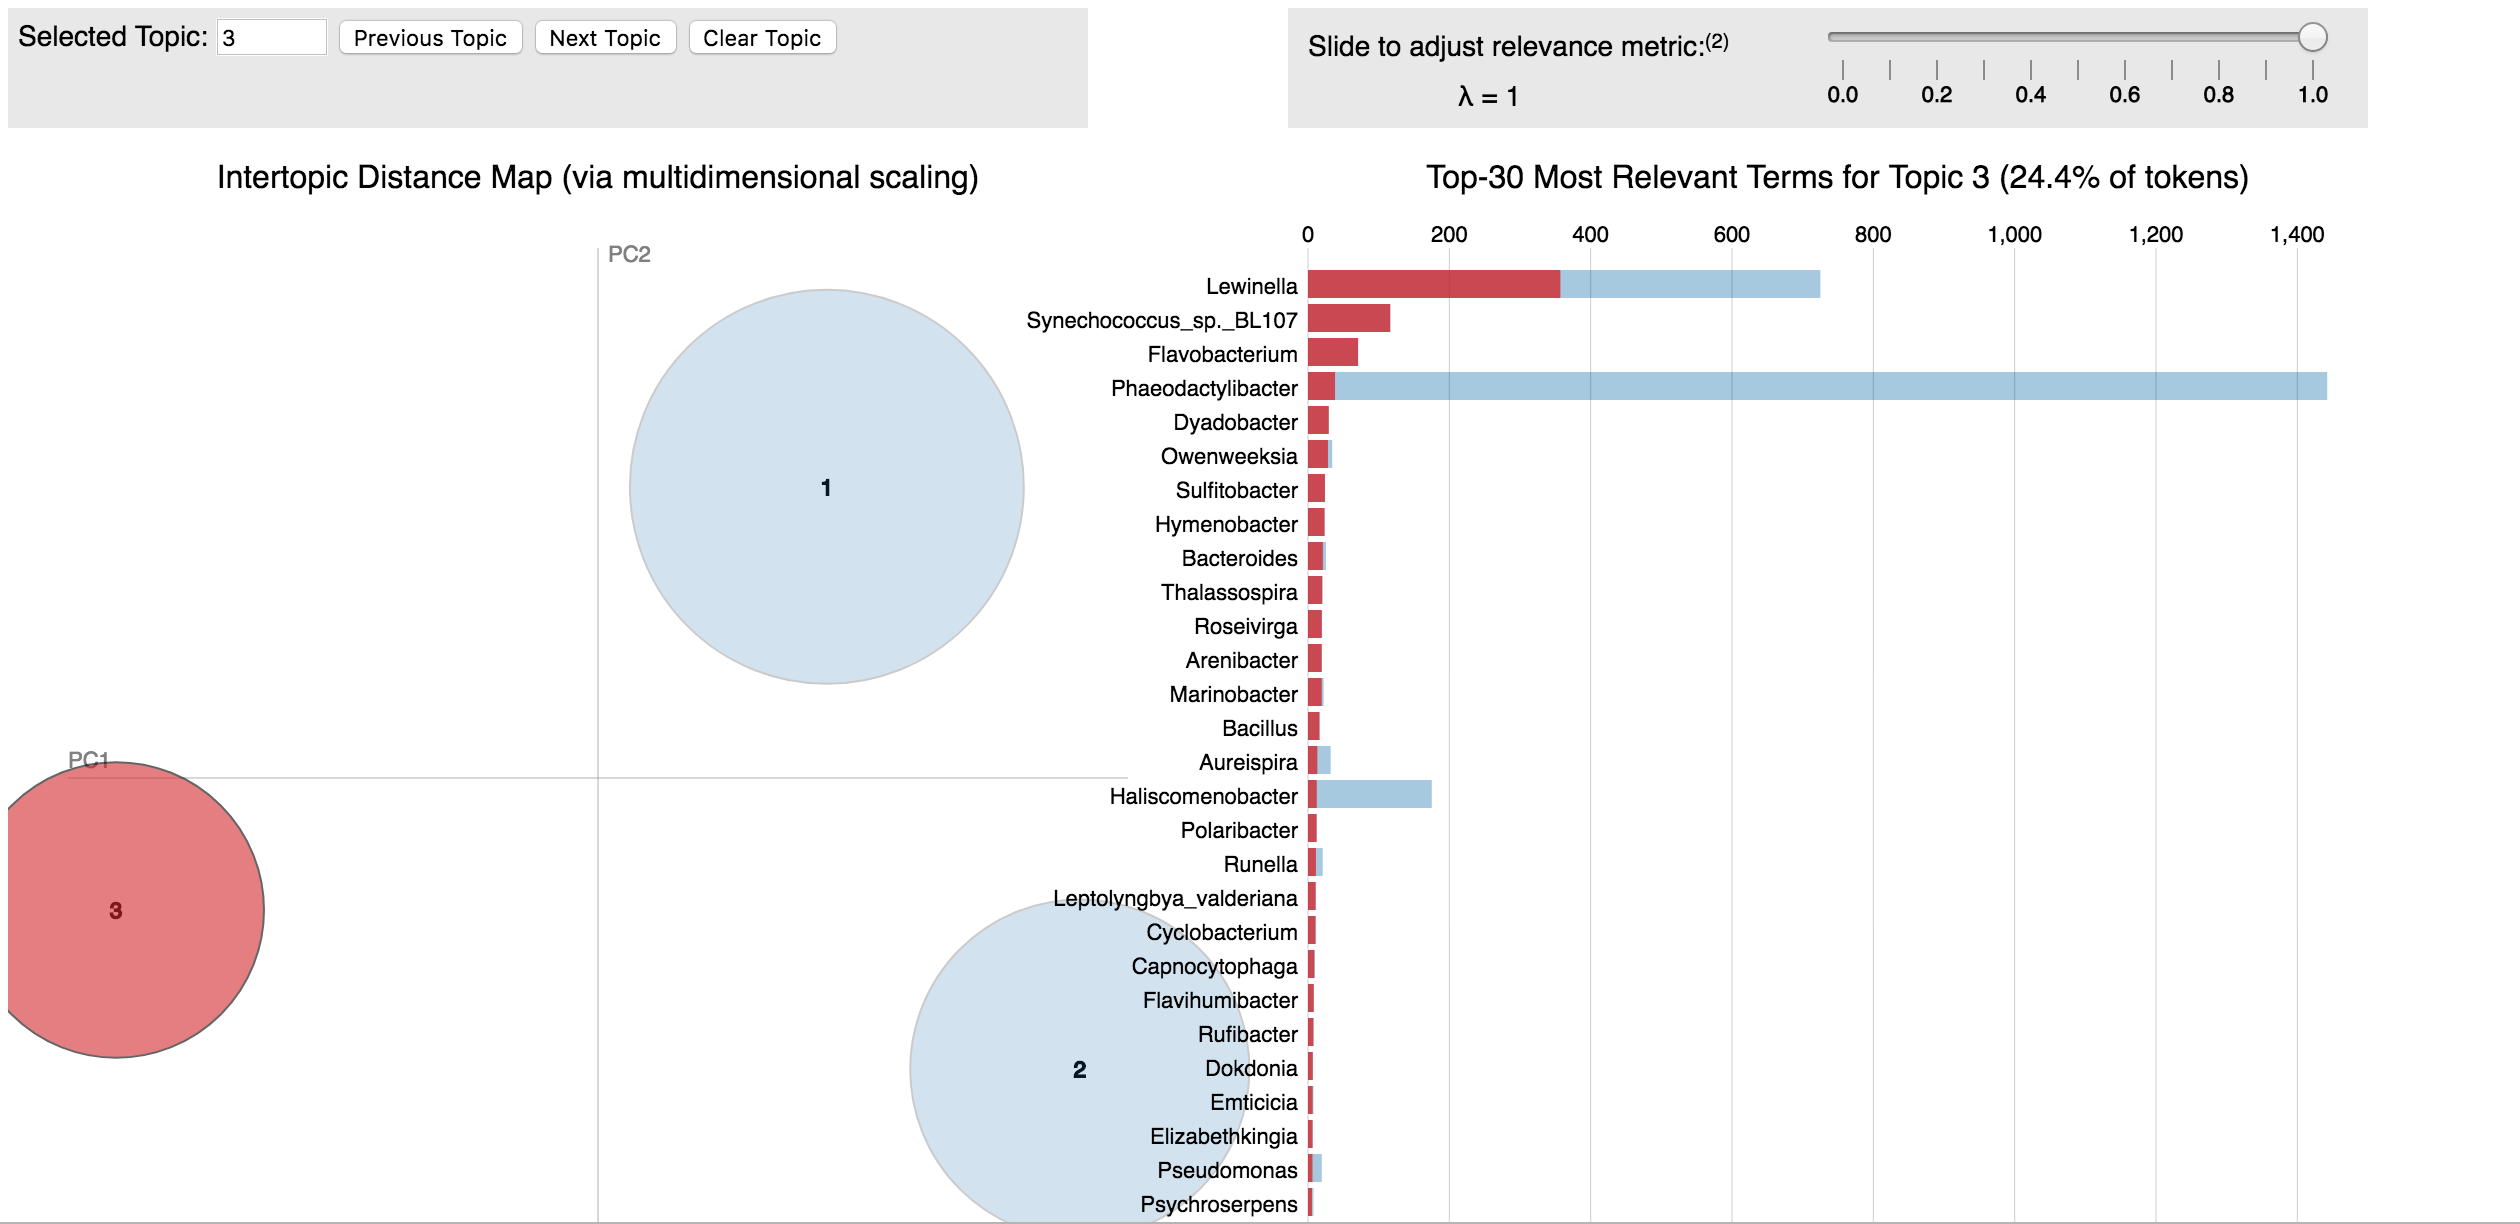 Selected Topic: 3 Previous Topic Next Topic Clear Topic
Slide to adjust relevance metric:(2)
λ = 1
0.0 0.2 0.4 0.6 0.8 1.0
Intertopic Distance Map (via multidimensional scaling)
PC2
PC1
1
2
3
Top-30 Most Relevant Terms for Topic 3 (24.4% of tokens)
0 200 400 600 800 1,000 1,200 1,400
Lewinella
Synechococcus_sp._BL107
Flavobacterium
Phaeodactylibacter
Dyadobacter
Owenweeksia
Sulfitobacter
Hymenobacter
Bacteroides
Thalassospira
Roseivirga
Arenibacter
Marinobacter
Bacillus
Aureispira
Haliscomenobacter
Polaribacter
Runella
Leptolyngbya_valderiana
Cyclobacterium
Capnocytophaga
Flavihumibacter
Rufibacter
Dokdonia
Emticicia
Elizabethkingia
Pseudomonas
Psychroserpens